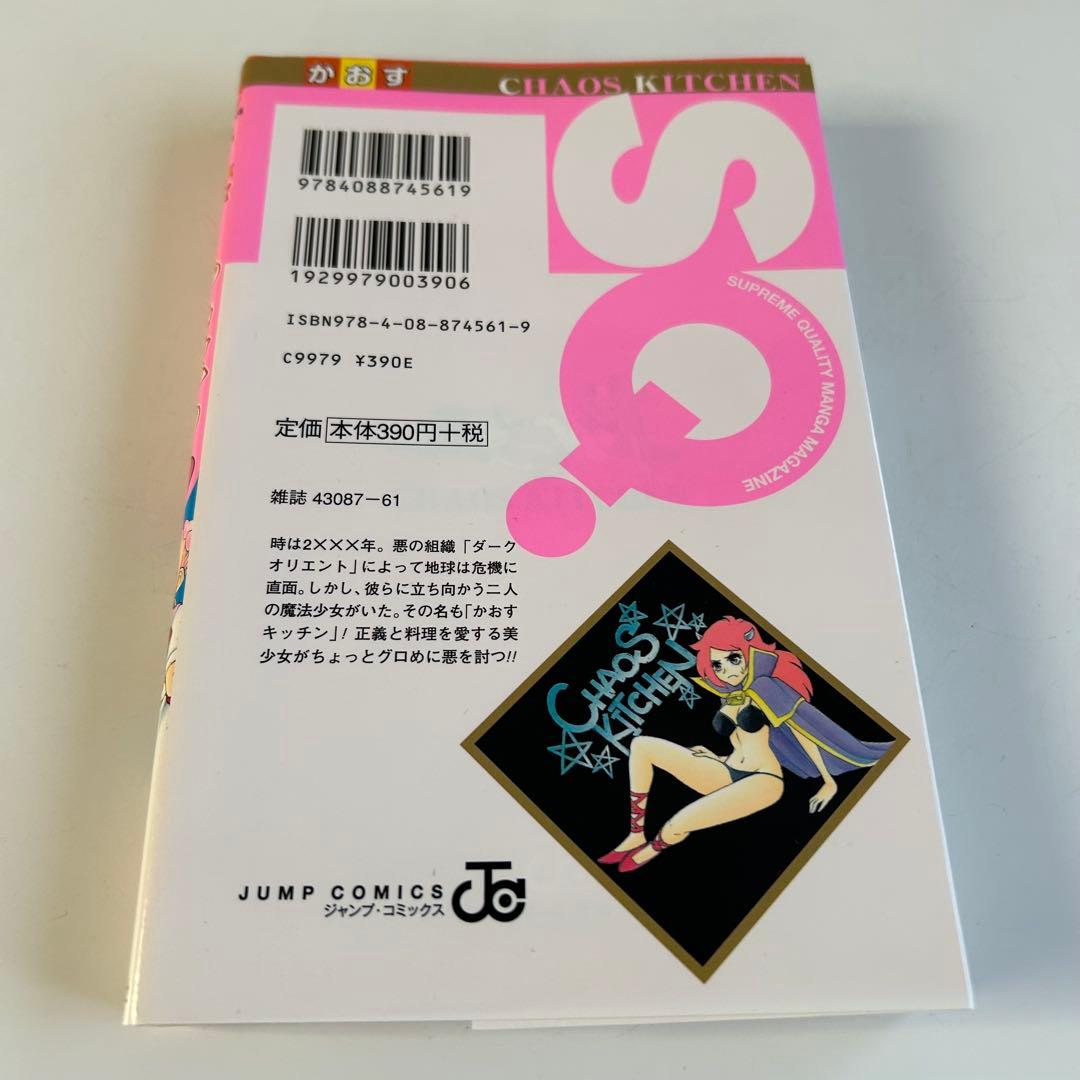 かおす
CHAOS KITCHEN
SQ.
SUPREME QUALITY MANGA MAGAZINE
9784088745619
1929979003906
ISBN978-4-08-874561-9
C9979 ¥390E
定価 本体390円+税
雑誌 43087-61
時は2×××年。悪の組織「ダーク
オリエント」によって地球は危機に
直面。しかし、彼らに立ち向かう二人
の魔法少女がいた。その名も「かおす
キッチン」! 正義と料理を愛する美
少女がちょっとグロめに悪を討つ!!
CHAOS
KITCHEN
JUMP COMICS
ジャンプ・コミックス
JC